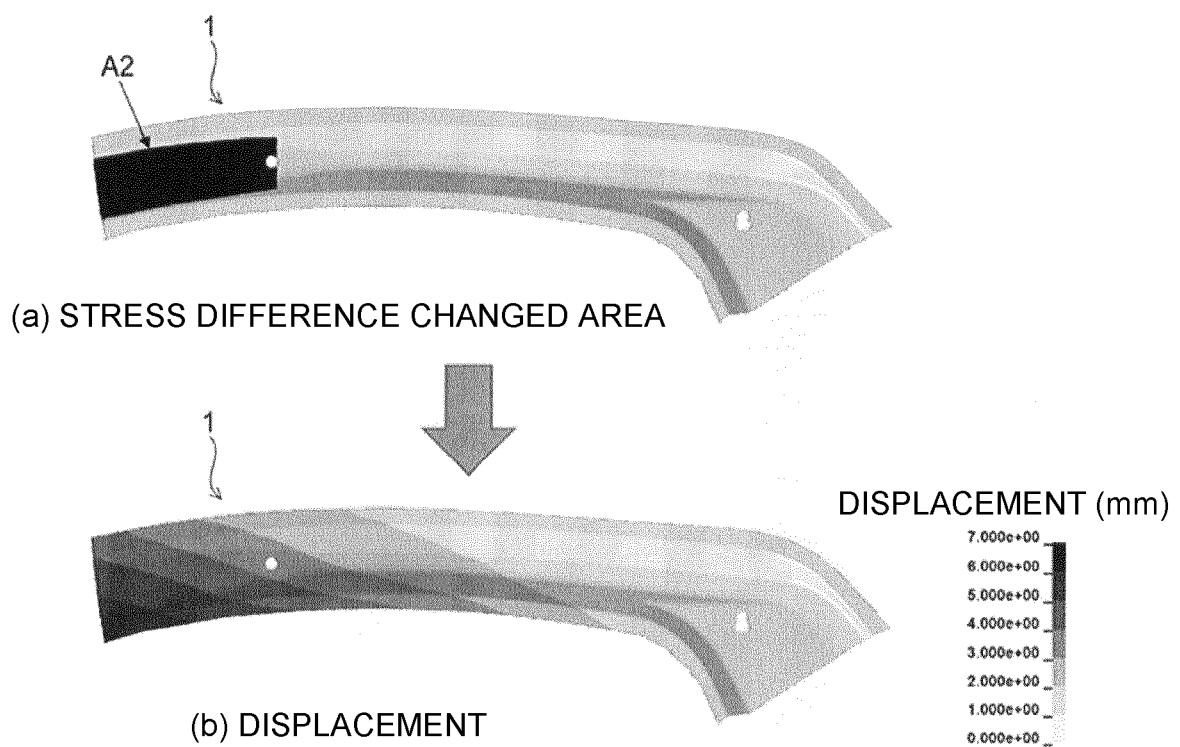 1
A2
(a) STRESS DIFFERENCE CHANGED AREA
1
DISPLACEMENT (mm)
7.000e+00
6.000e+00
5.000e+00
4.000e+00
3.000e+00
2.000e+00
1.000e+00
0.000e+00
(b) DISPLACEMENT